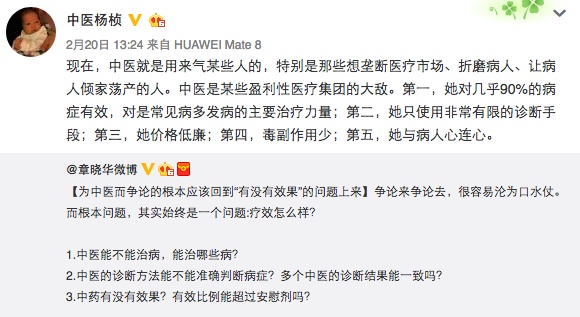 中医杨桢
2月20日 13:24 来自 HUAWEI Mate 8
现在，中医就是用来气某些人的，特别是那些想垄断医疗市场、折磨病人、让病
人倾家荡产的人。中医是某些盈利性医疗集团的大敌。第一，她对几乎90%的病
症有效，对是常见病多发病的主要治疗力量；第二，她只使用非常有限的诊断手
段；第三，她价格低廉；第四，毒副作用少；第五，她与病人心连心。
@章晓华微博
【为中医而争论的根本应该回到“有没有效果”的问题上来】争论来争论去，很容易沦为口水仗。
而根本问题，其实始终是一个问题:疗效怎么样？
1.中医能不能治病，能治哪些病？
2.中医的诊断方法能不能准确判断病症？多个中医的诊断结果能一致吗？
3.中药有没有效果？有效比例能超过安慰剂吗？